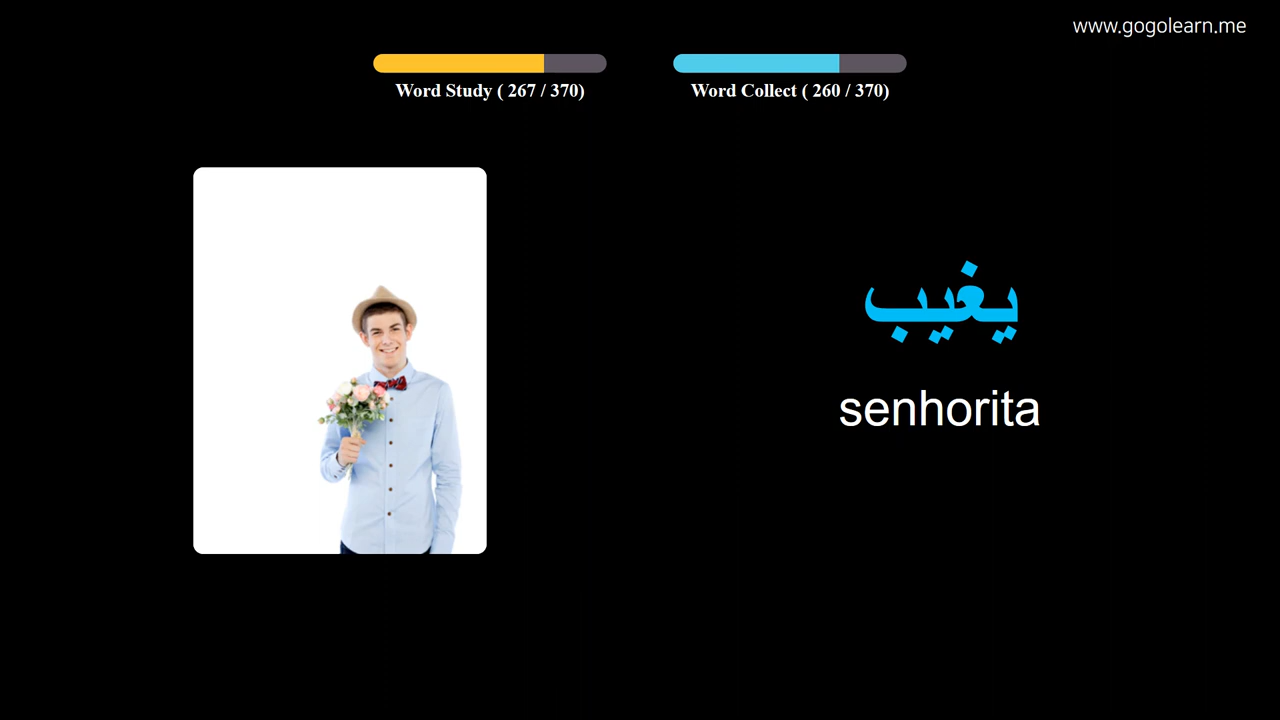 www.gogolearn.me
Word Study ( 267 / 370)
Word Collect ( 260 / 370)
يغيب
senhorita